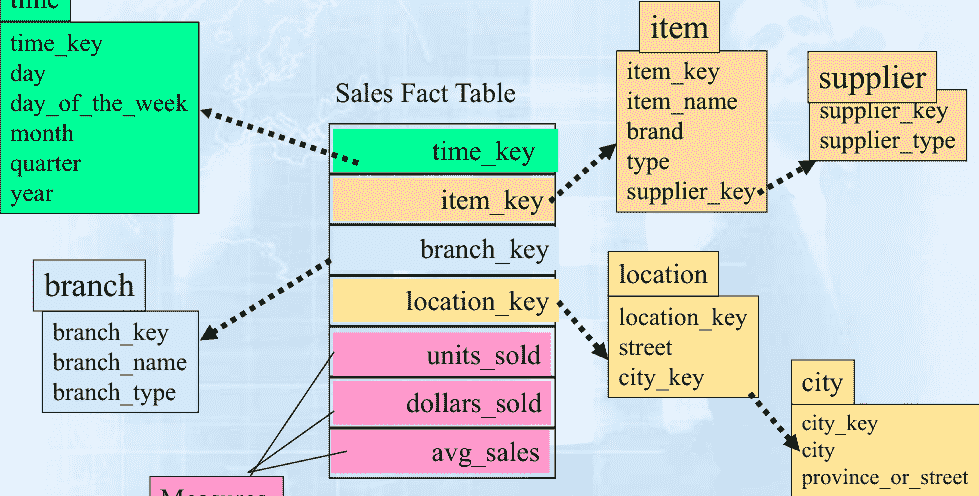 time
time_key
day
day_of_the_week
month
quarter
year
Sales Fact Table
time_key
item_key
branch_key
location_key
units_sold
dollars_sold
avg_sales
Measures
branch
branch_key
branch_name
branch_type
item
item_key
item_name
brand
type
supplier_key
supplier
supplier_key
supplier_type
location
location_key
street
city_key
city
city_key
city
province_or_street